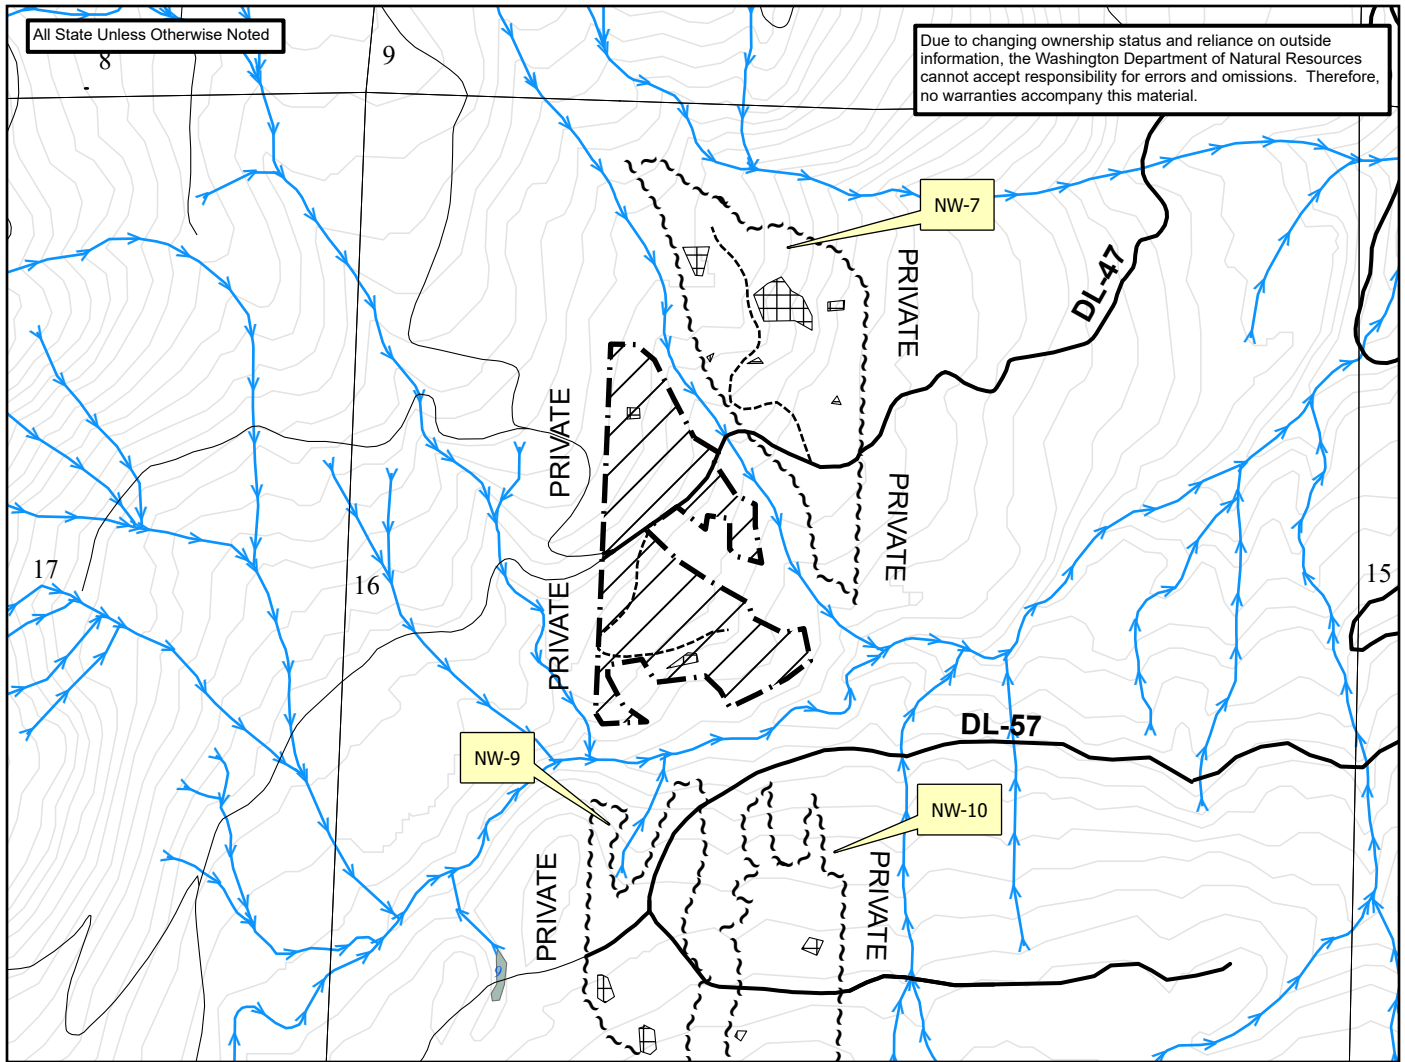 All State Unless Otherwise Noted
8
9
Due to changing ownership status and reliance on outside
information, the Washington Department of Natural Resources
cannot accept responsibility for errors and omissions. Therefore,
no warranties accompany this material.
NW-7
PRIVATE
DL-47
PRIVATE
PRIVATE
17
16
15
PRIVATE
DL-57
NW-9
NW-10
PRIVATE
PRIVATE
9